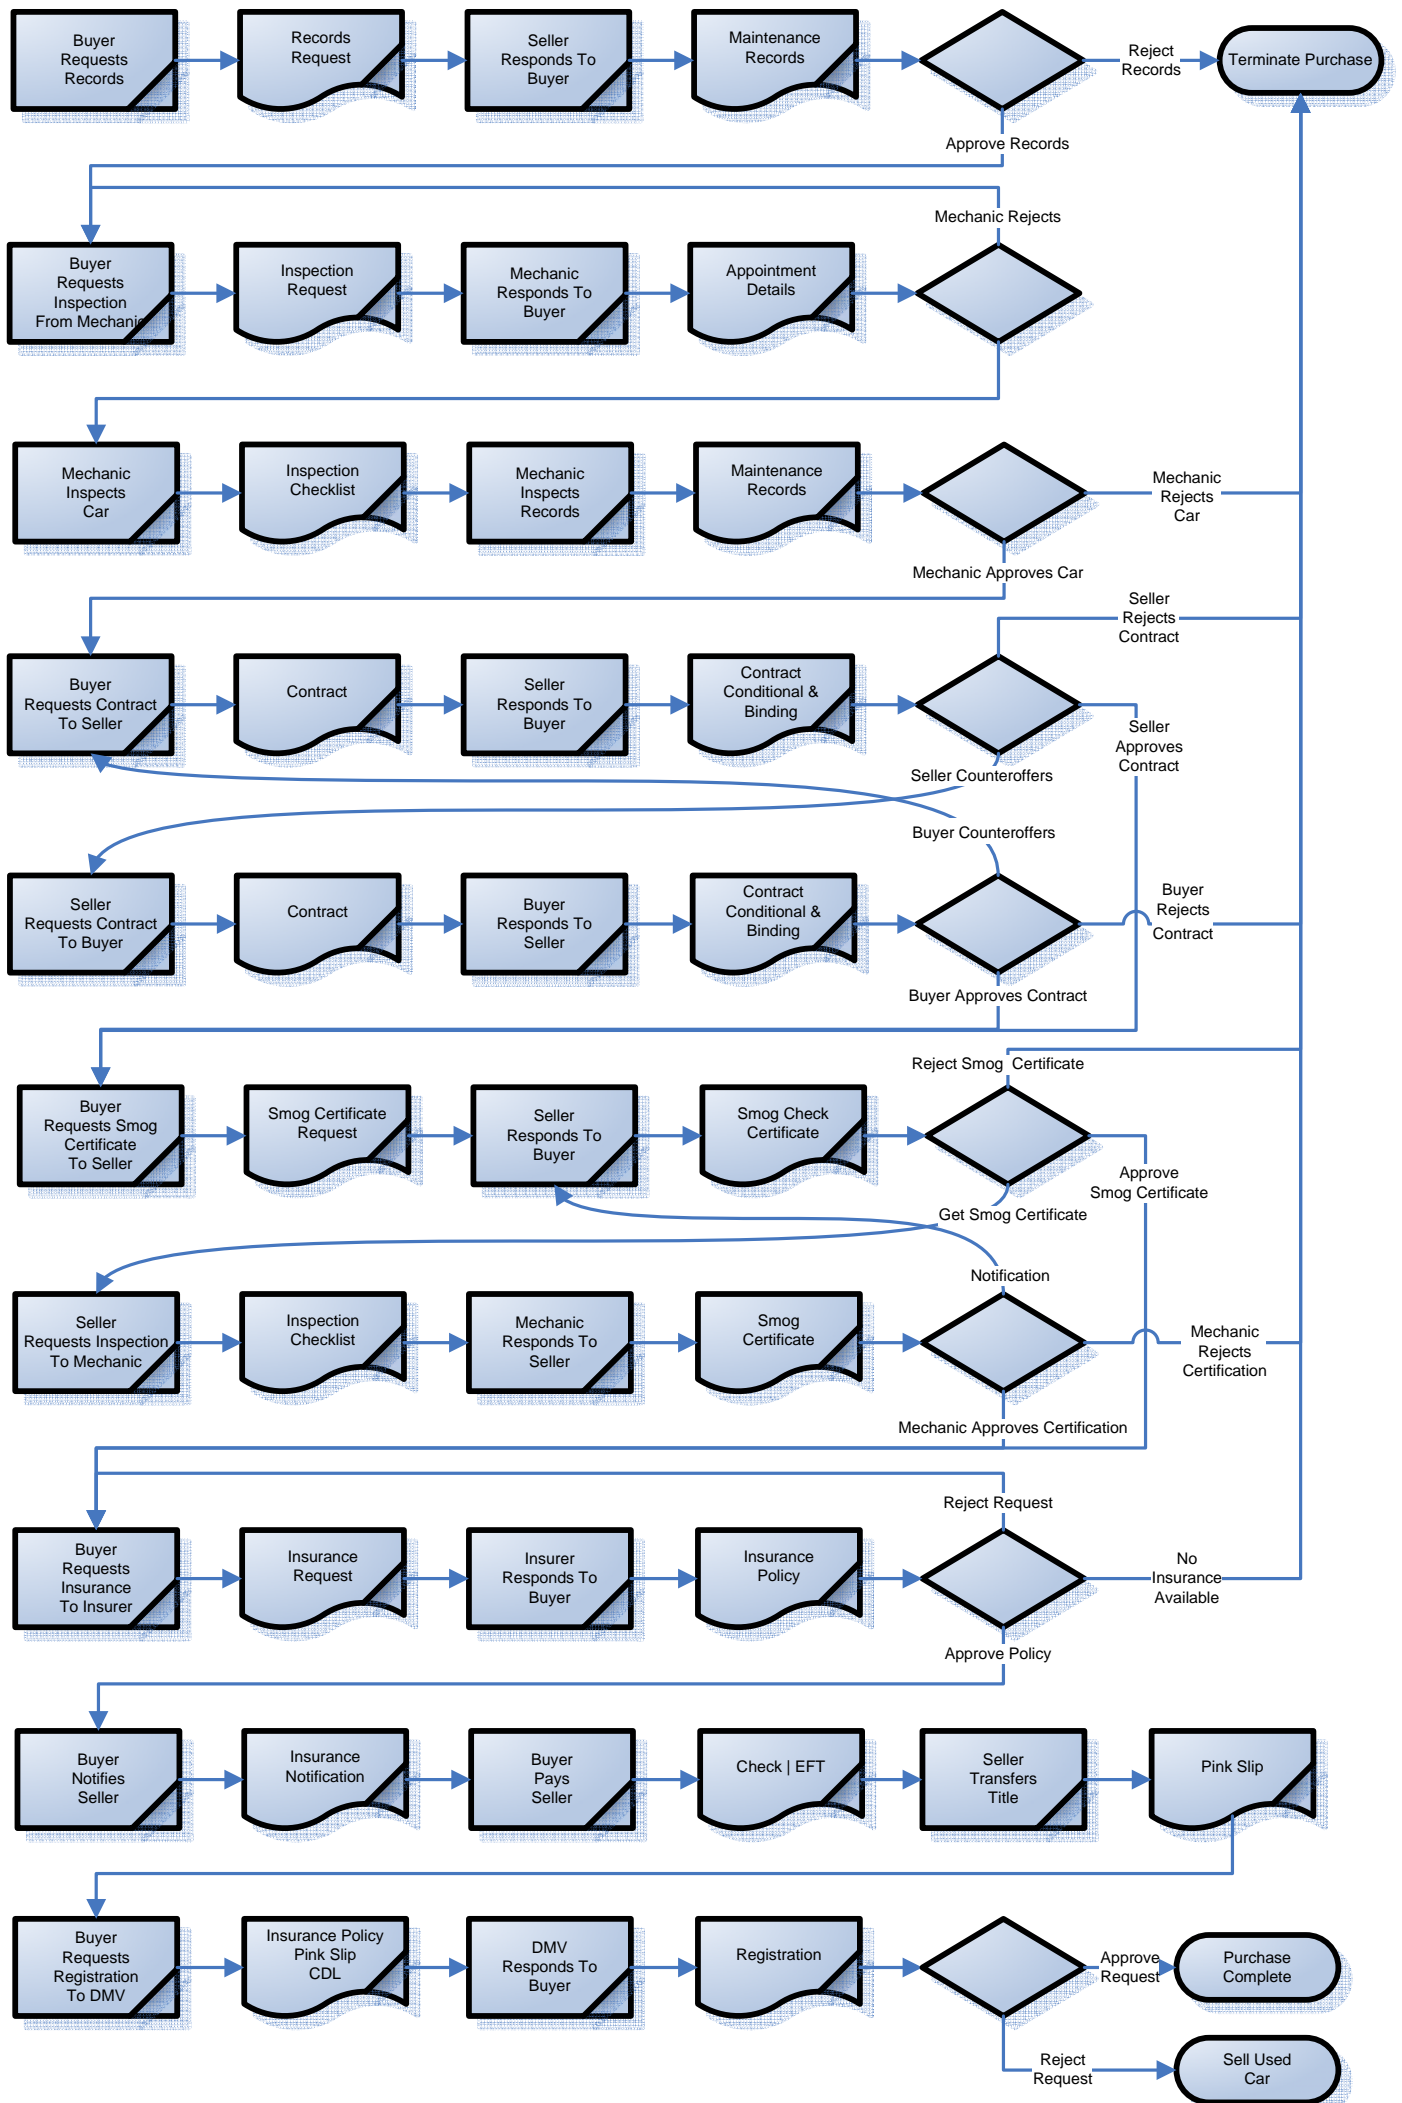 Buyer
Requests
Records
Records
Request
Seller
Responds To
Buyer
Maintenance
Records
Reject
Records
Terminate Purchase
Approve Records
Mechanic Rejects
Buyer
Requests
Inspection
From Mechanic
Inspection
Request
Mechanic
Responds To
Buyer
Appointment
Details
Mechanic
Inspects
Car
Inspection
Checklist
Mechanic
Inspects
Records
Maintenance
Records
Mechanic
Rejects
Car
Mechanic Approves Car
Seller
Rejects
Contract
Buyer
Requests Contract
To Seller
Contract
Seller
Responds To
Buyer
Contract
Conditional &
Binding
Seller
Approves
Contract
Seller Counteroffers
Buyer Counteroffers
Seller
Requests Contract
To Buyer
Contract
Buyer
Responds To
Seller
Contract
Conditional &
Binding
Buyer
Rejects
Contract
Buyer Approves Contract
Reject Smog Certificate
Buyer
Requests Smog
Certificate
To Seller
Smog Certificate
Request
Seller
Responds To
Buyer
Smog Check
Certificate
Approve
Smog Certificate
Get Smog Certificate
Notification
Seller
Requests Inspection
To Mechanic
Inspection
Checklist
Mechanic
Responds To
Seller
Smog
Certificate
Mechanic
Rejects
Certification
Mechanic Approves Certification
Reject Request
Buyer
Requests
Insurance
To Insurer
Insurance
Request
Insurer
Responds To
Buyer
Insurance
Policy
No
Insurance
Available
Approve Policy
Buyer
Notifies
Seller
Insurance
Notification
Buyer
Pays
Seller
Check | EFT
Seller
Transfers
Title
Pink Slip
Buyer
Requests
Registration
To DMV
Insurance Policy
Pink Slip
CDL
DMV
Responds To
Buyer
Registration
Approve
Request
Purchase
Complete
Reject
Request
Sell Used
Car